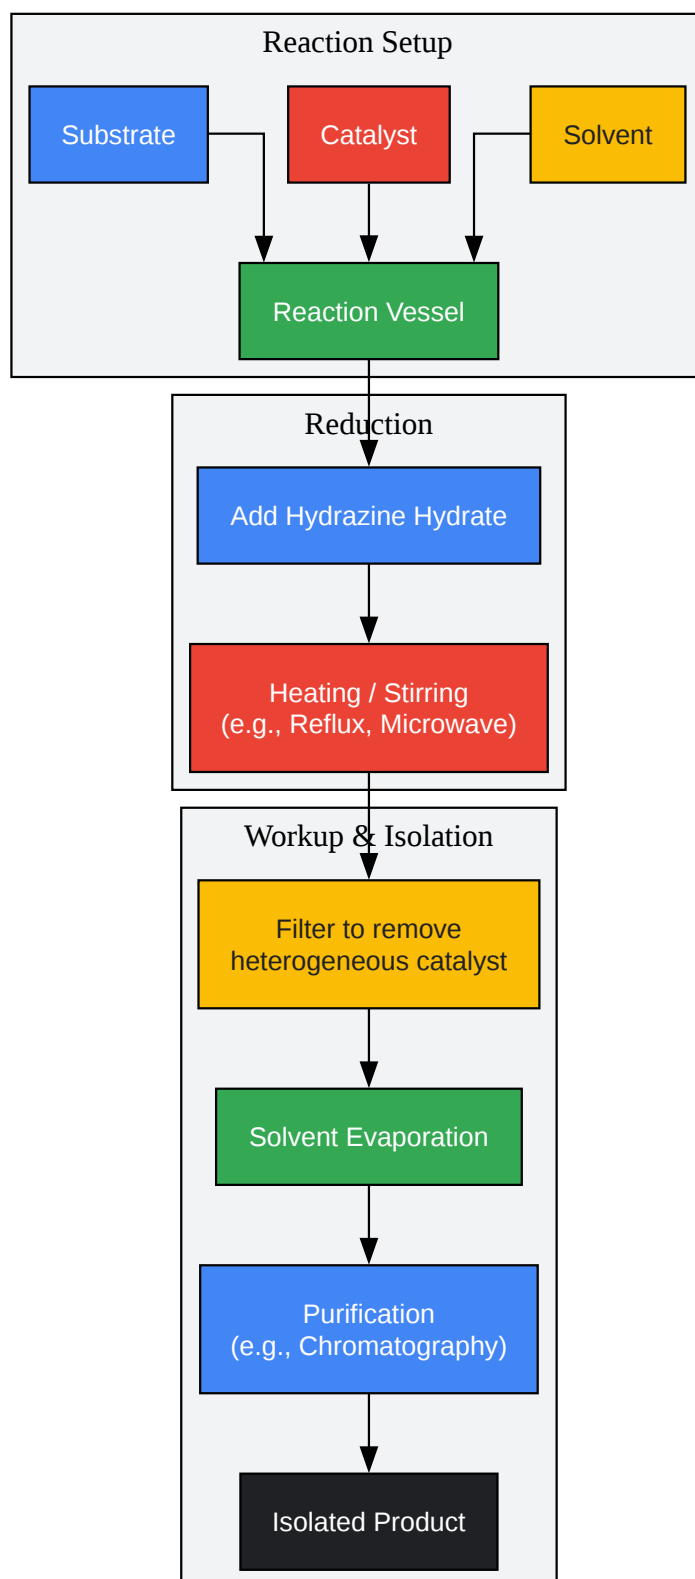 Reaction Setup
Substrate
Catalyst
Solvent
Reaction Vessel
Reduction
Add Hydrazine Hydrate
Heating / Stirring
(e.g., Reflux, Microwave)
Workup & Isolation
Filter to remove
heterogeneous catalyst
Solvent Evaporation
Purification
(e.g., Chromatography)
Isolated Product